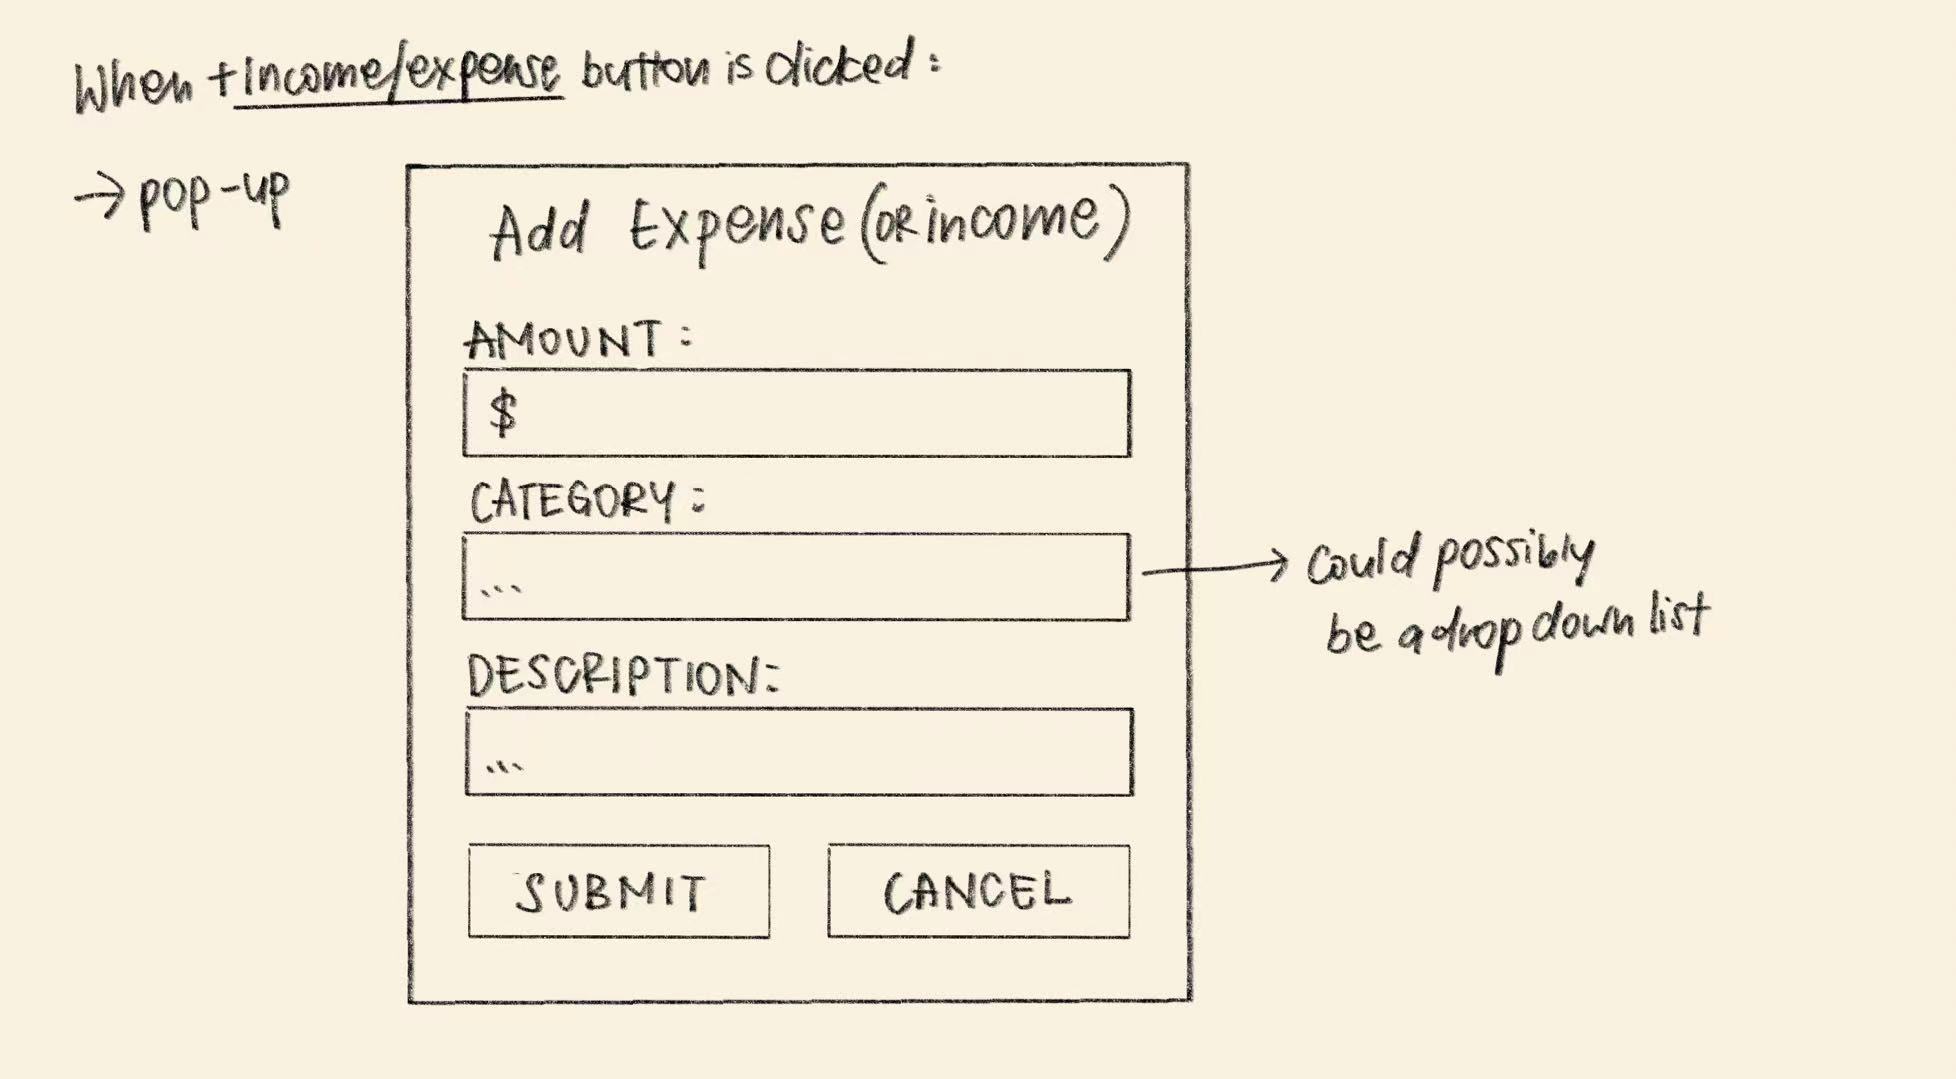 When +Income/expense button is clicked:
→ pop-up
Add Expense (OR income)
AMOUNT:
$
CATEGORY:
...
could possibly
be a drop down list
DESCRIPTION:
...
SUBMIT
CANCEL